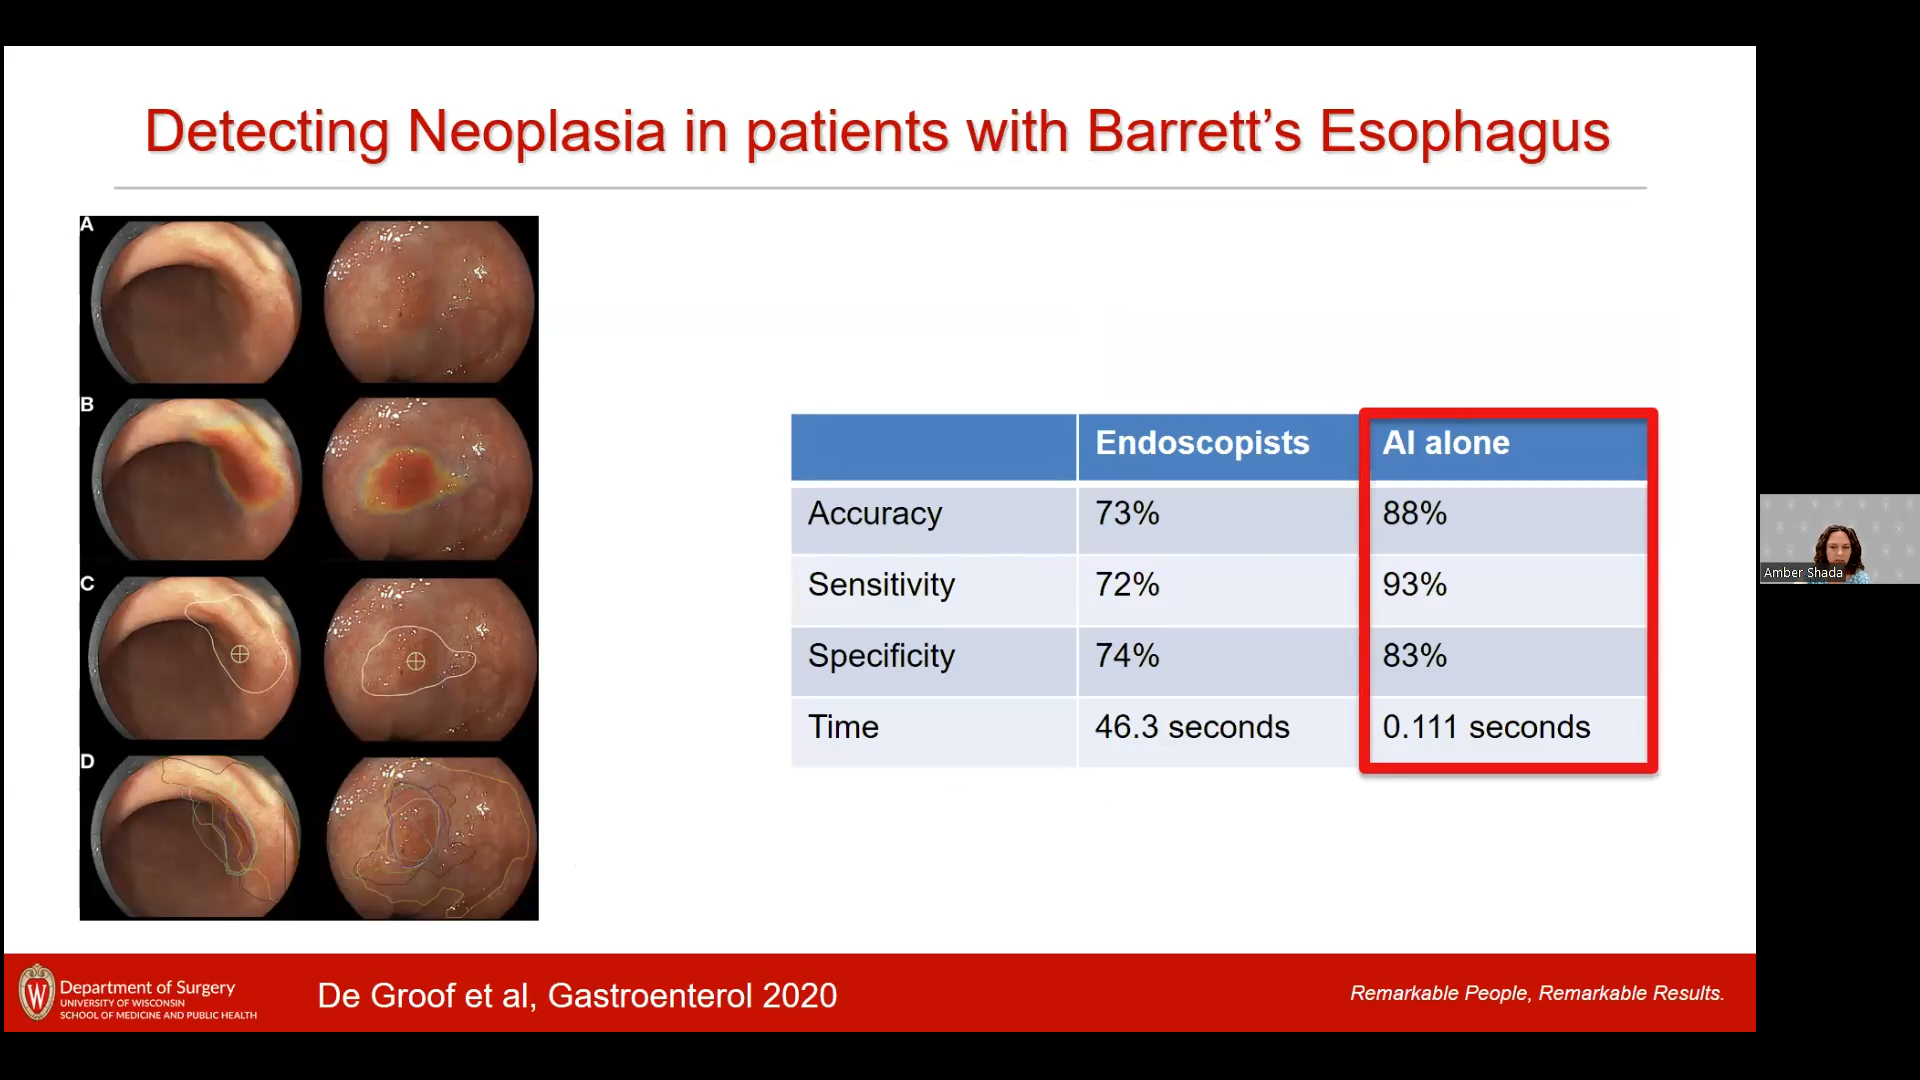 Detecting Neoplasia in patients with Barrett’s Esophagus
A
B
C
D
Endoscopists AI alone
Accuracy 73% 88%
Sensitivity 72% 93%
Specificity 74% 83%
Time 46.3 seconds 0.111 seconds
Amber Shada
W
Department of Surgery
UNIVERSITY OF WISCONSIN
SCHOOL OF MEDICINE AND PUBLIC HEALTH
De Groof et al, Gastroenterol 2020
Remarkable People, Remarkable Results.